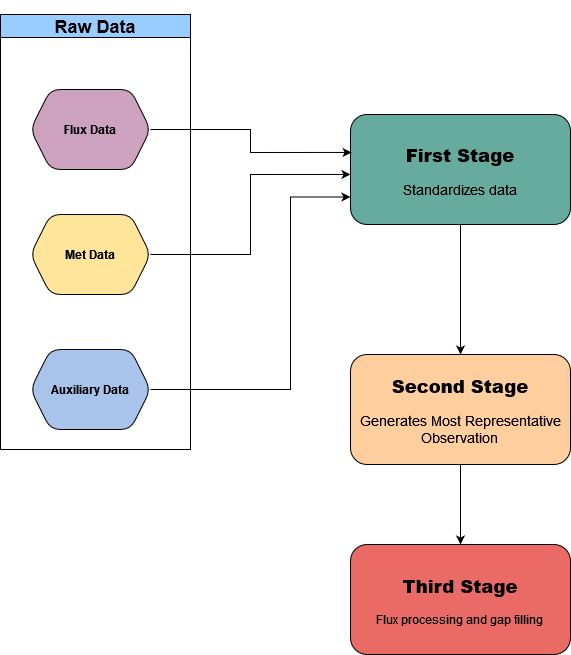 Raw Data
Flux Data
Met Data
Auxiliary Data
First Stage
Standardizes data
Second Stage
Generates Most Representative
Observation
Third Stage
Flux processing and gap filling